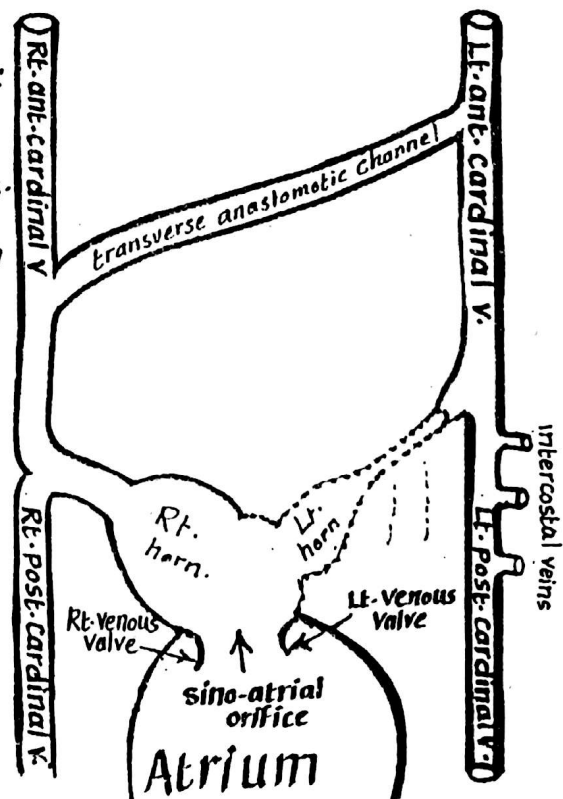 Rt. ant. cardinal v
Lt. ant. cardinal v.
transverse anastomotic channel
intercostal veins
Rt.
horn.
Lt.
horn
Rt. post. cardinal v.
Lt. post. cardinal v.
Rt. venous
valve
Lt. venous
valve
sino-atrial
orifice
Atrium